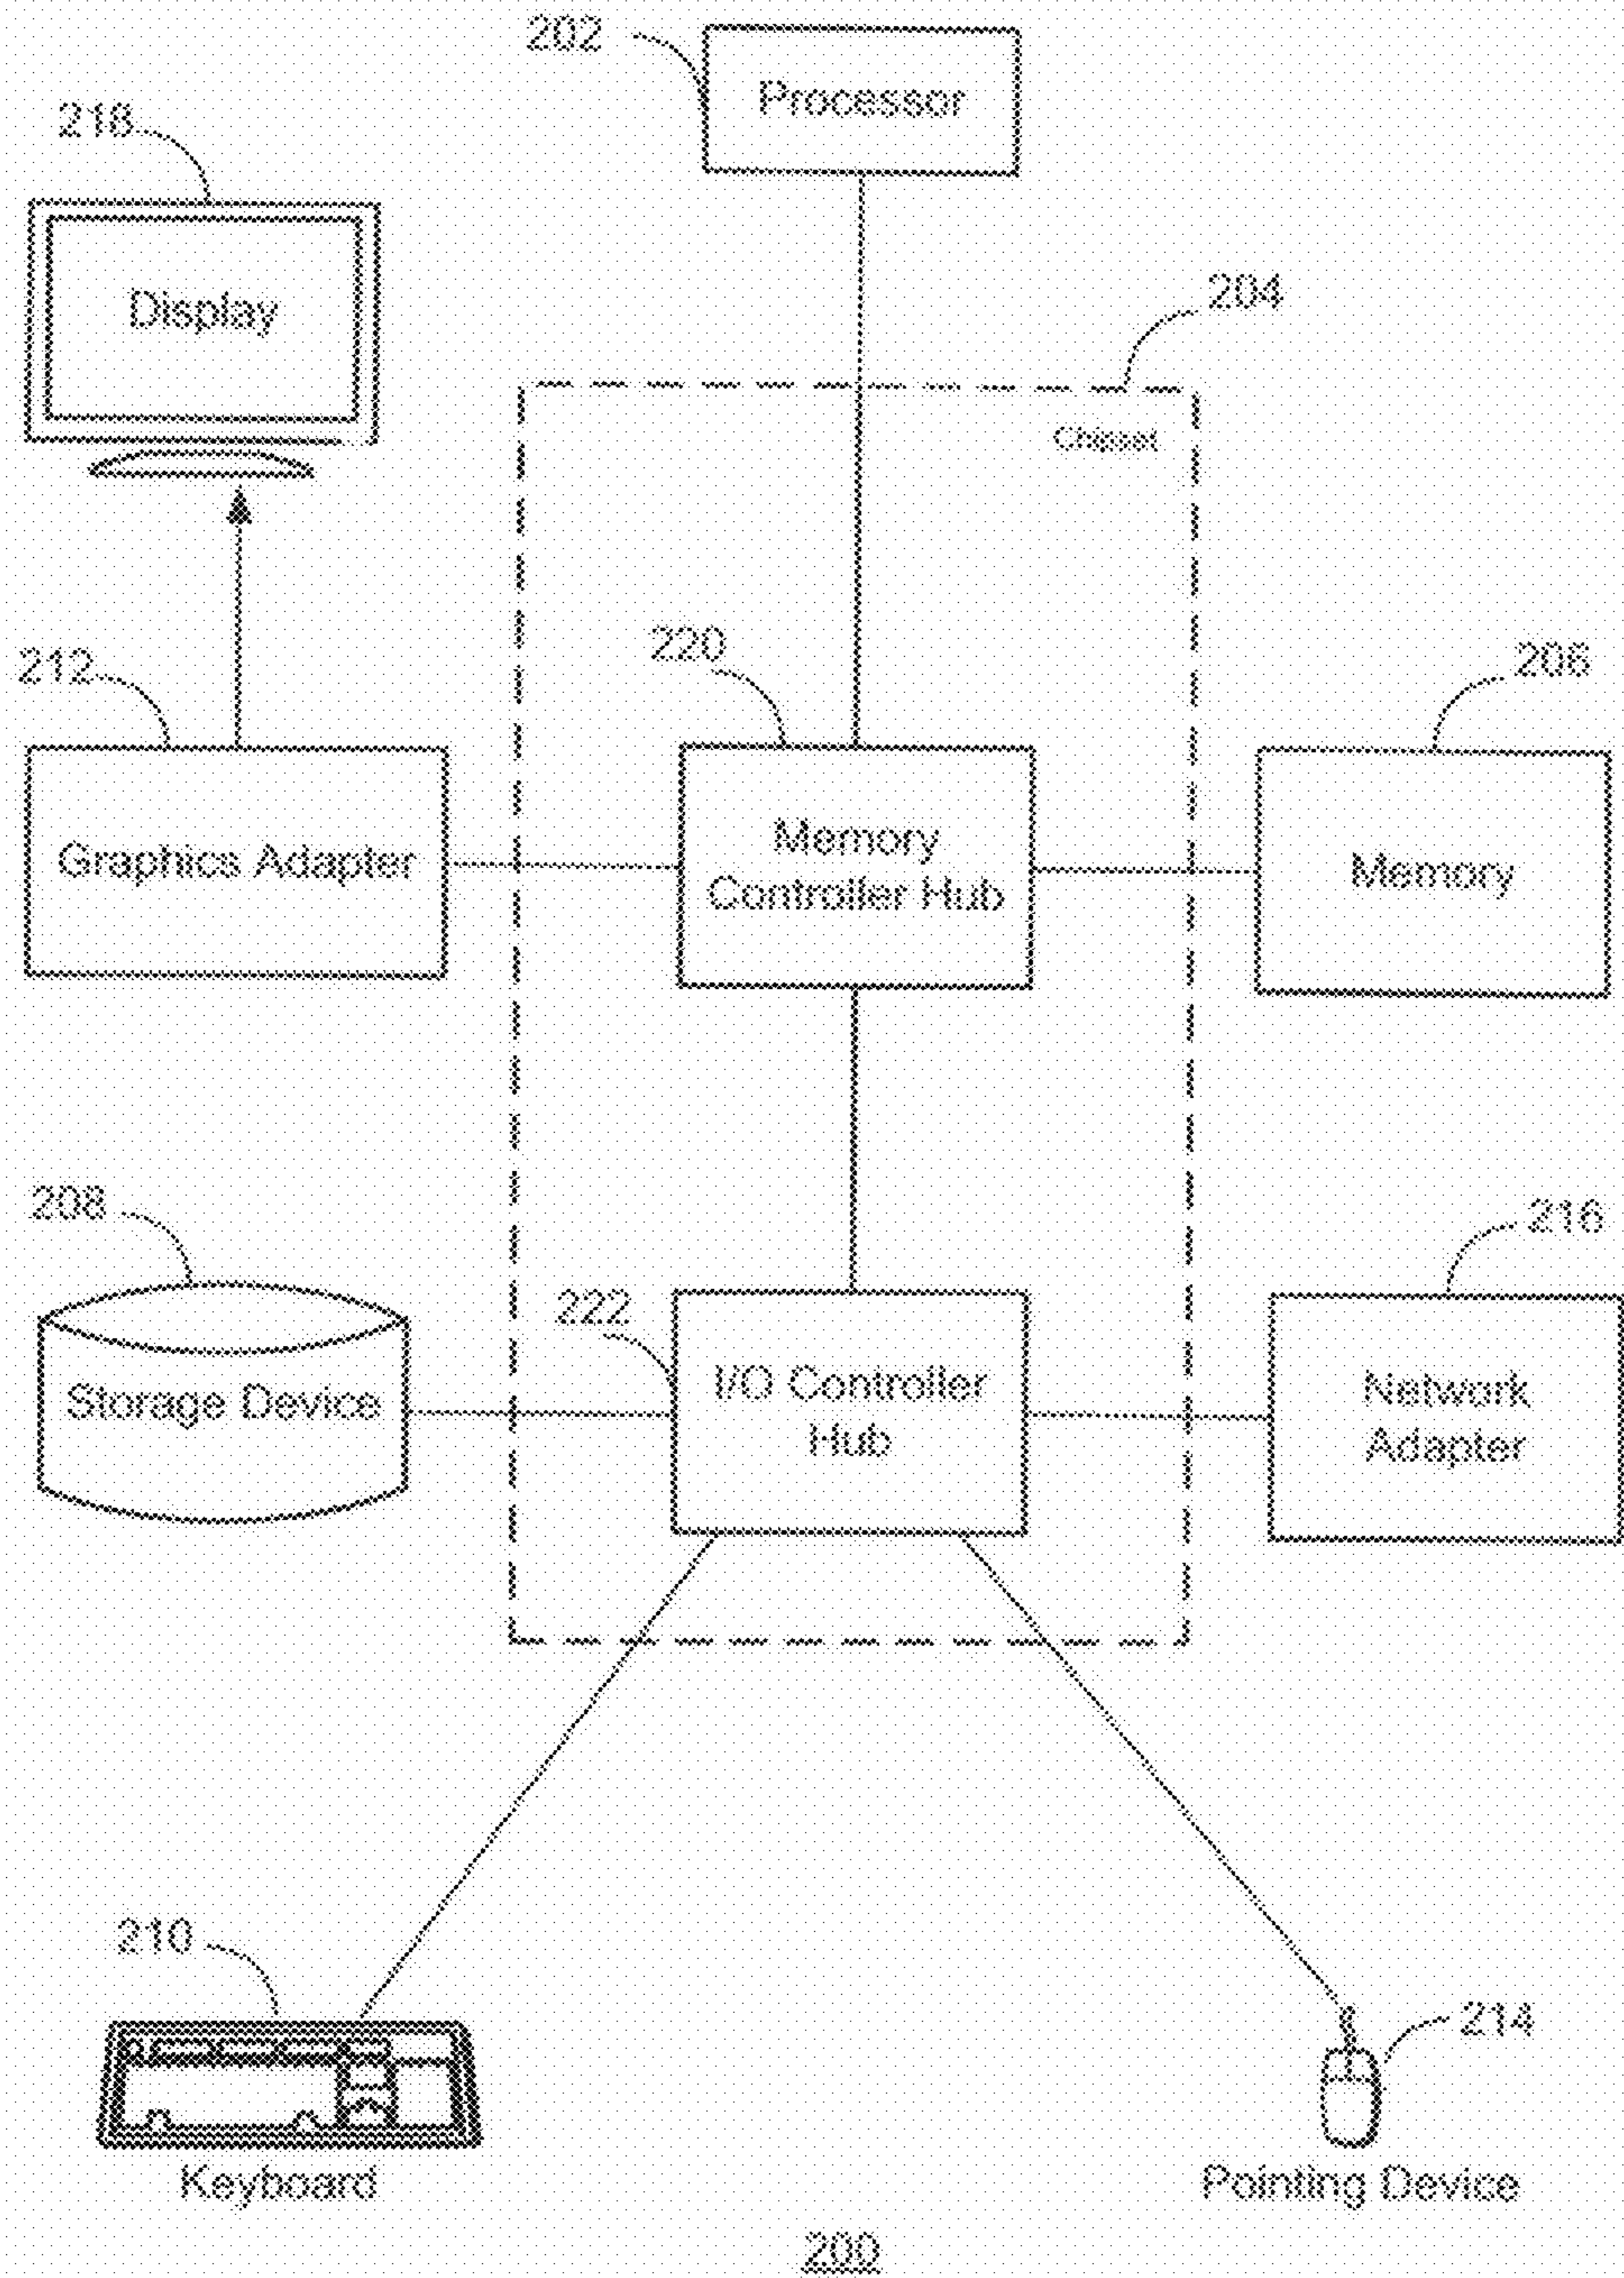 202
Processor
218
Display
204
Chipset
212
220
206
Graphics Adapter
Memory
Controller Hub
Memory
208
222
216
Storage Device
I/O Controller
Hub
Network
Adapter
210
214
Keyboard
Pointing Device
200